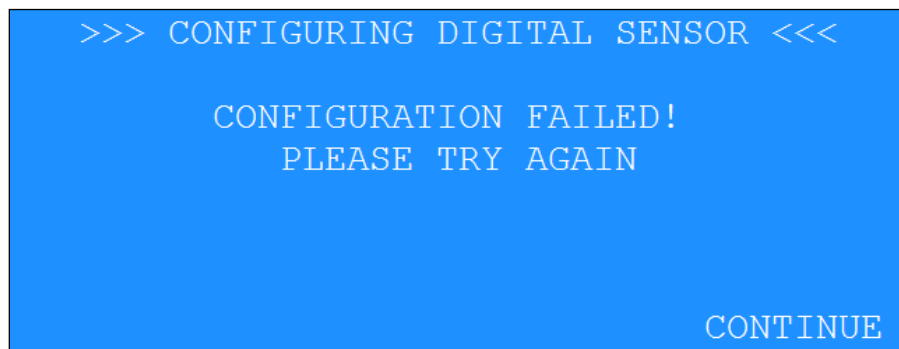 >>> CONFIGURING DIGITAL SENSOR <<<
CONFIGURATION FAILED!
PLEASE TRY AGAIN
CONTINUE